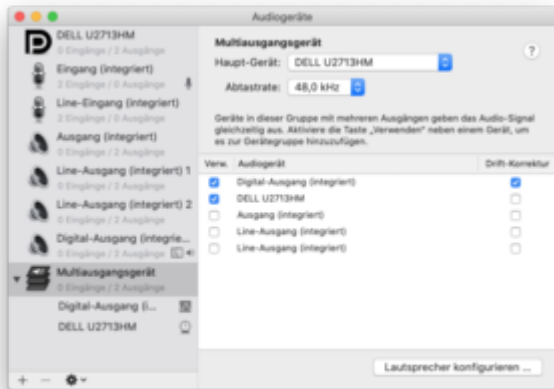 Audiogeräte
DELL U2713HM
0 Eingänge / 2 Ausgänge
Eingang (integriert)
2 Eingänge / 0 Ausgänge
Line-Eingang (integriert)
2 Eingänge / 0 Ausgänge
Ausgang (integriert)
0 Eingänge / 2 Ausgänge
Line-Ausgang (integriert) 1
0 Eingänge / 2 Ausgänge
Line-Ausgang (integriert) 2
0 Eingänge / 2 Ausgänge
Digital-Ausgang (integrie...
0 Eingänge / 2 Ausgänge
Multiausgangsgerät
0 Eingänge / 2 Ausgänge
Digital-Ausgang (i...
DELL U2713HM
Multiausgangsgerät
?
Haupt-Gerät: DELL U2713HM
Abtastrate: 48,0 kHz
Geräte in dieser Gruppe mit mehreren Ausgängen geben das Audio-Signal
gleichzeitig aus. Aktiviere die Taste „Verwenden" neben einem Gerät, um
es zur Gerätegruppe hinzuzufügen.
Verw. Audiogerät Drift-Korrektur
Digital-Ausgang (integriert)
DELL U2713HM
Ausgang (integriert)
Line-Ausgang (integriert)
Line-Ausgang (integriert)
Lautsprecher konfigurieren ...